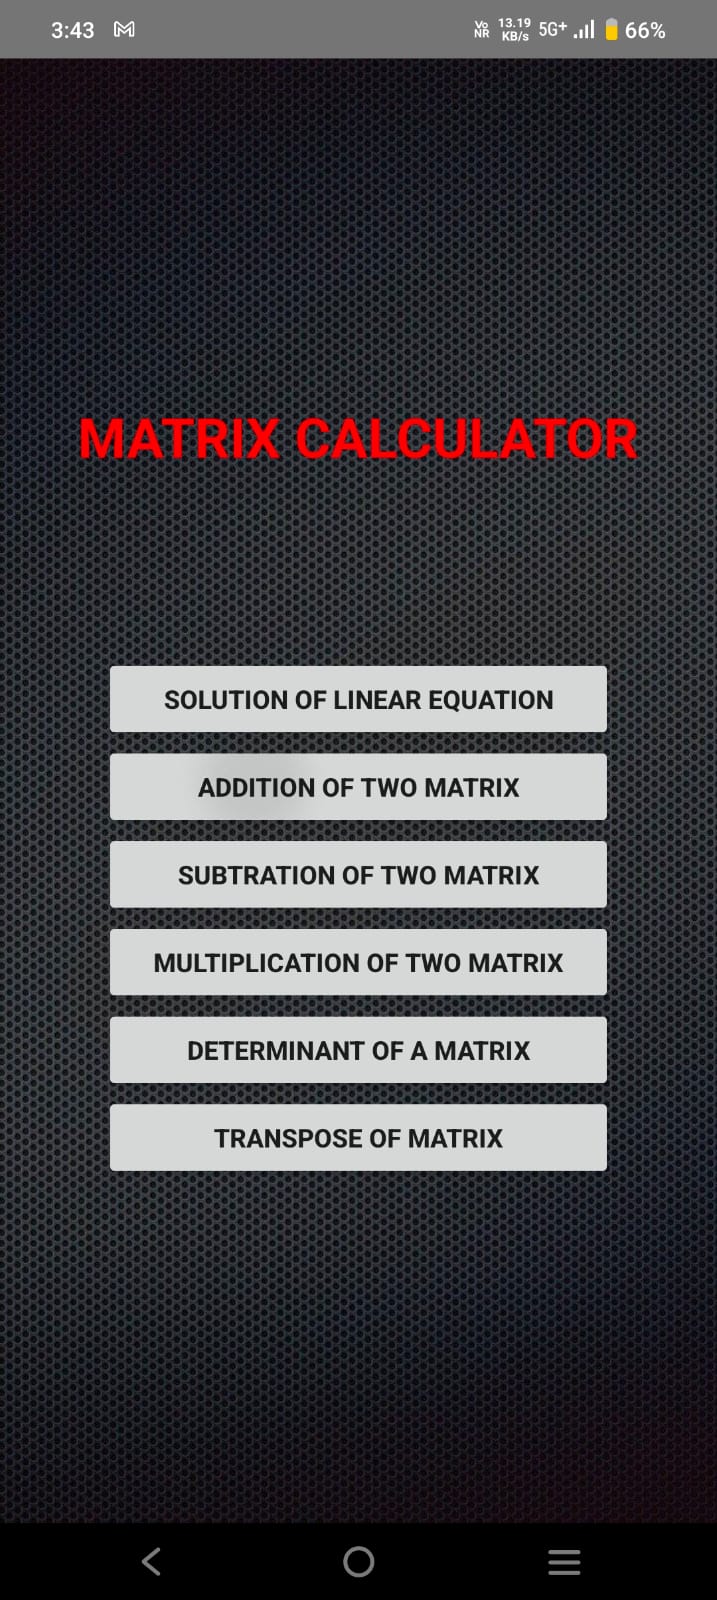 3:43 Vo NR 13.19 KB/s 5G+ 66%
MATRIX CALCULATOR
SOLUTION OF LINEAR EQUATION
ADDITION OF TWO MATRIX
SUBTRATION OF TWO MATRIX
MULTIPLICATION OF TWO MATRIX
DETERMINANT OF A MATRIX
TRANSPOSE OF MATRIX